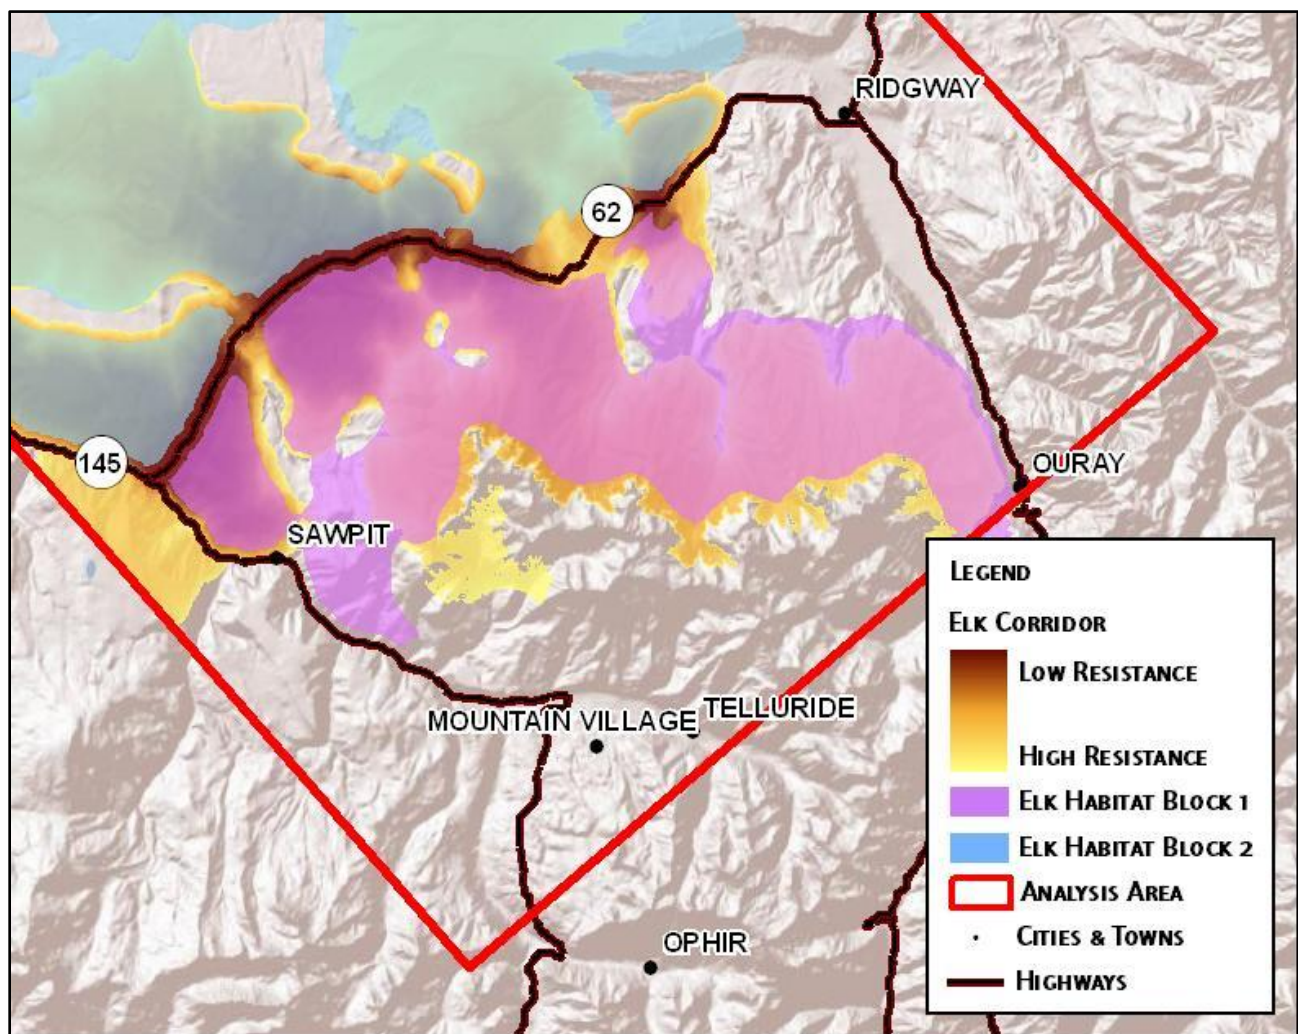 RIDGWAY
62
145
OURAY
SAWPIT
MOUNTAIN VILLAGE
TELLURIDE
OPHIR
LEGEND
ELK CORRIDOR
LOW RESISTANCE
HIGH RESISTANCE
ELK HABITAT BLOCK 1
ELK HABITAT BLOCK 2
ANALYSIS AREA
CITIES & TOWNS
HIGHWAYS